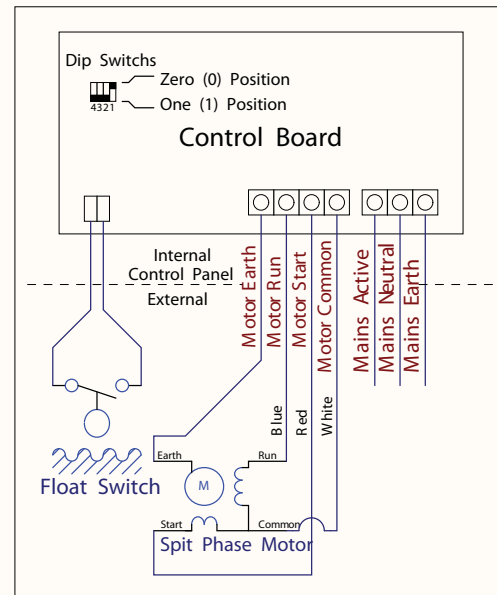 Dip Switchs
Zero (0) Position
4321
One (1) Position
Control Board
Internal
Control Panel
External
Motor Earth
Motor Run
Motor Start
Motor Common
Mains Active
Mains Neutral
Mains Earth
Blue
Red
White
Earth
Run
M
Float Switch
Start
Common
Spit Phase Motor